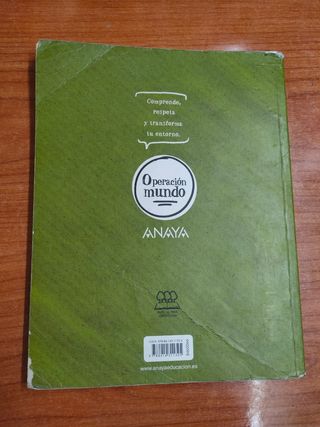 Comprende,
respeta
y transforma
tu entorno.
Operación
mundo
ANAYA
www.anayaeducacion.es